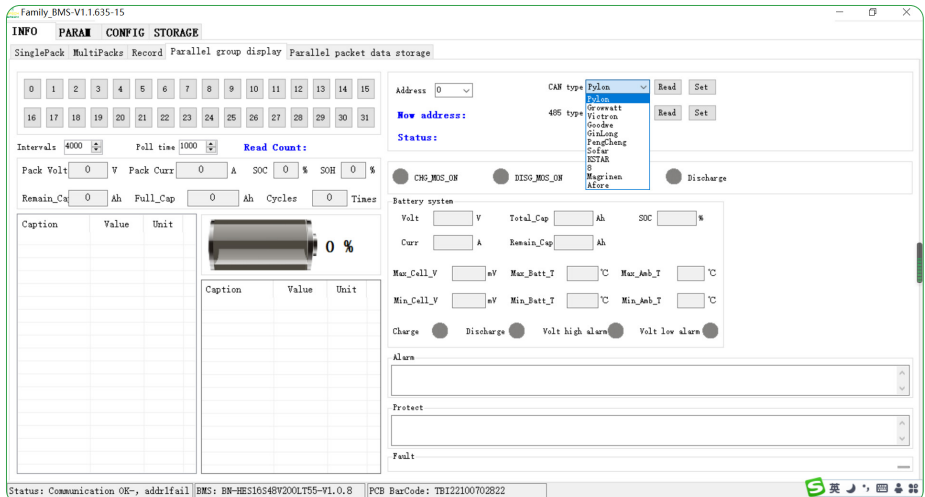 Family_BMS-V1.1.635-15
INFO PARAM CONFIG STORAGE
SinglePack MultiPacks Record Parallel group display Parallel packet data storage
0 1 2 3 4 5 6 7 8 9 10 11 12 13 14 15
16 17 18 19 20 21 22 23 24 25 26 27 28 29 30 31
Intervals 4000 Poll time 1000 Read Count:
Pack Volt 0 V Pack Curr 0 A SOC 0 % SOH 0 %
Remain_Ca 0 Ah Full_Cap 0 Ah Cycles 0 Times
Caption Value Unit
0 %
Caption Value Unit
Address 0 CAN type Pylon Read Set
Now address: 485 type Read Set
Status:
Pylon
Growwatt
Victron
Goodwe
GinLong
PengCheng
Sofar
ESTAR
8
Magrinen
Afore
CHG_MOS_ON DISG_MOS_ON Discharge
Battery system
Volt V Total_Cap Ah SOC %
Curr A Remain_Cap Ah
Max_Cell_V mV Max_Batt_T ℃ Max_Amb_T ℃
Min_Cell_V mV Min_Batt_T ℃ Min_Amb_T ℃
Charge Discharge Volt high alarm Volt low alarm
Alarm
Protect
Fault
Status: Communication OK-, addr1fail BMS: BN-HES16S48V200LT55-V1.0.8 PCB BarCode: TBI22100702822
S 英